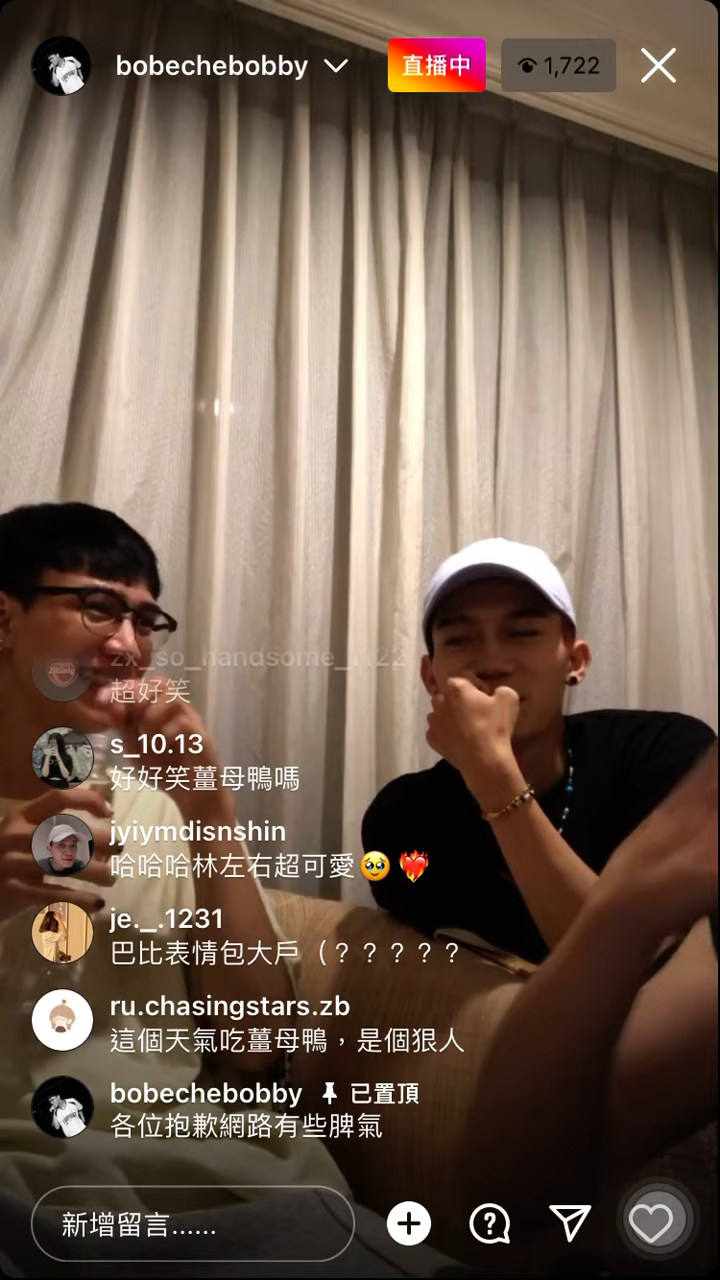 bobechebobby
直播中
1,722
zx_so_handsome_1122
超好笑
s_10.13
好好笑薑母鴨嗎
jyiymdisnshin
哈哈哈林左右超可愛🥹❤️‍🔥
je._.1231
巴比表情包大戶（？？？？？
ru.chasingstars.zb
這個天氣吃薑母鴨，是個狠人
bobechebobby 已置頂
各位抱歉網路有些脾氣
新增留言......